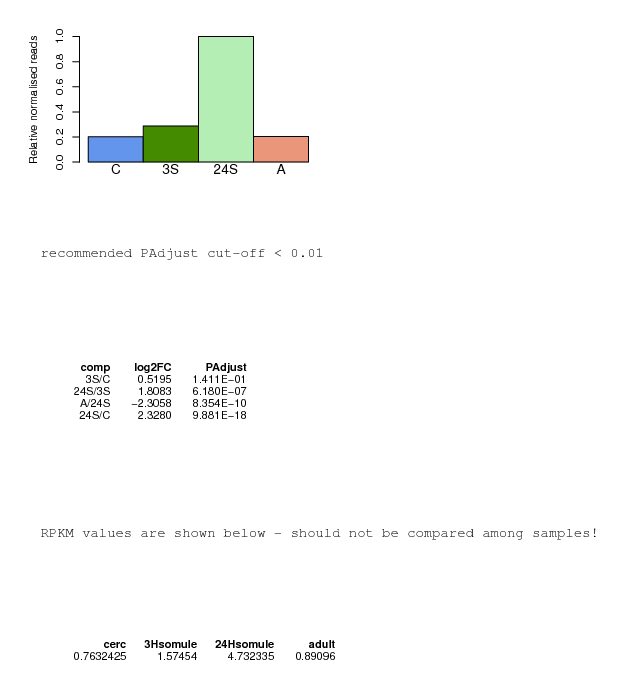 Relative normalised reads
1.0
0.8
0.6
0.4
0.2
0.0
C 3S 24S A
recommended PAdjust cut-off < 0.01
comp log2FC PAdjust
3S/C 0.5195 1.411E-01
24S/3S 1.8083 6.180E-07
A/24S -2.3058 8.354E-10
24S/C 2.3280 9.881E-18
RPKM values are shown below - should not be compared among samples!
cerc 3Hsomule 24Hsomule adult
0.7632425 1.57454 4.732335 0.89096